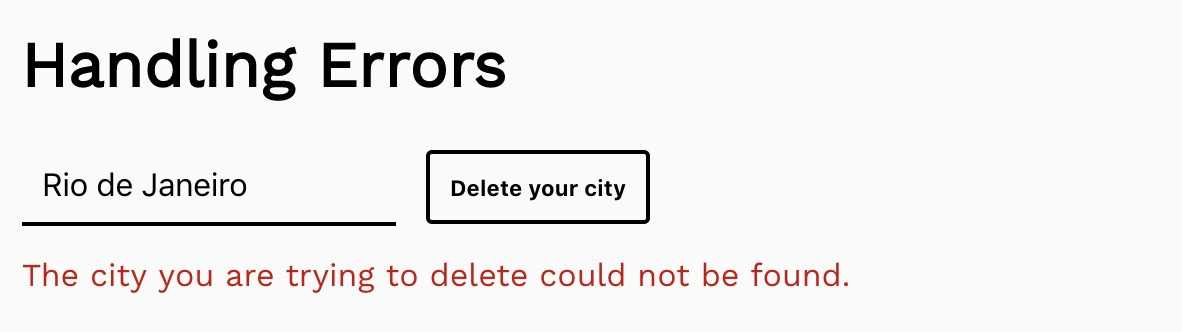 Handling Errors
Rio de Janeiro
Delete your city
The city you are trying to delete could not be found.